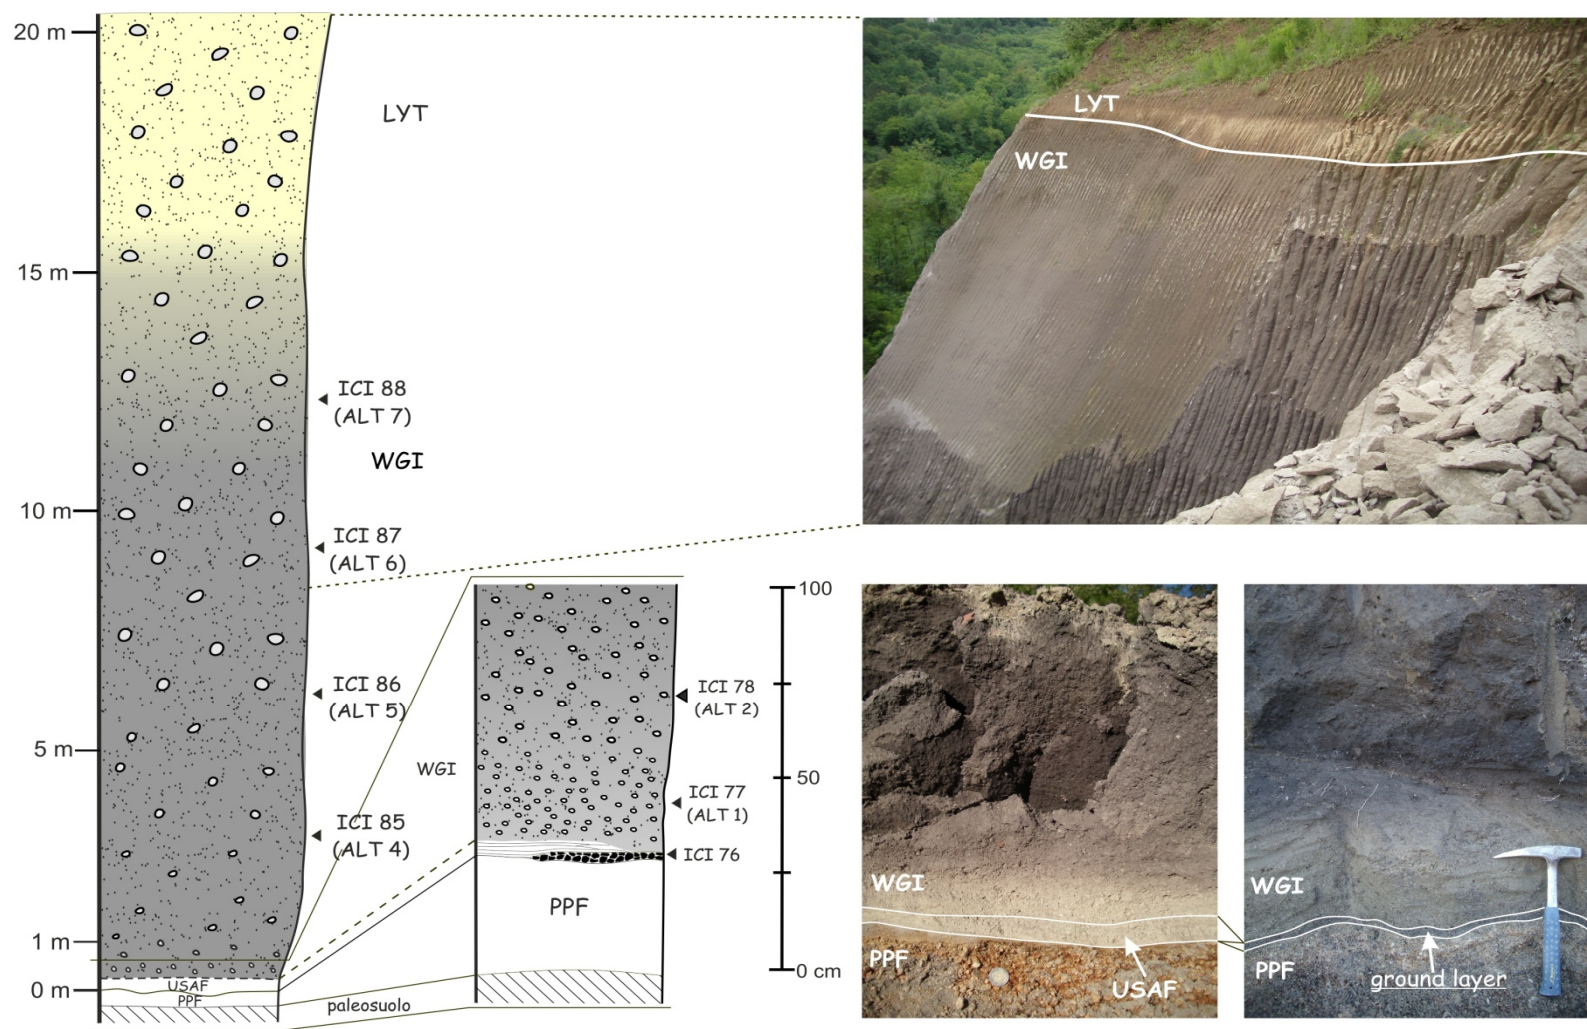 20 m
15 m
10 m
5 m
1 m
0 m
LYT
ICI 88
(ALT 7)
WGI
ICI 87
(ALT 6)
ICI 86
(ALT 5)
ICI 85
(ALT 4)
USAF
PPF
paleosuolo
WGI
ICI 78
(ALT 2)
ICI 77
(ALT 1)
ICI 76
PPF
100
50
0 cm
LYT
WGI
WGI
PPF
USAF
WGI
PPF
ground layer